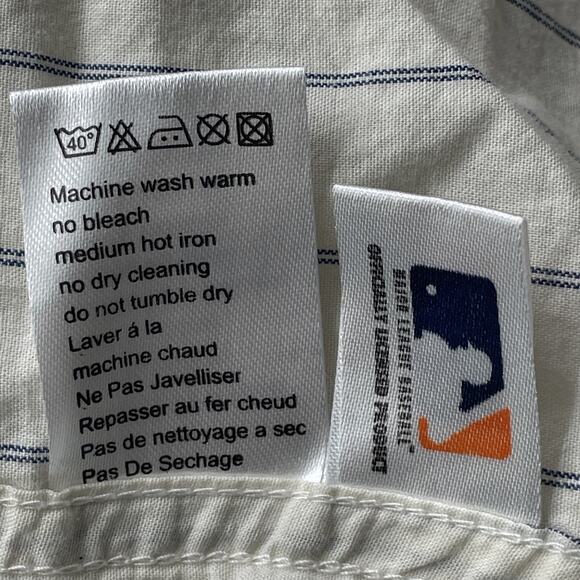 40°
Machine wash warm
no bleach
medium hot iron
no dry cleaning
do not tumble dry
Laver á la
machine chaud
Ne Pas Javelliser
Repasser au fer cheud
Pas de nettoyage a sec
Pas De Sechage
MAJOR LEAGUE BASEBALL™
OFFICIALLY LICENSED PRODUCT